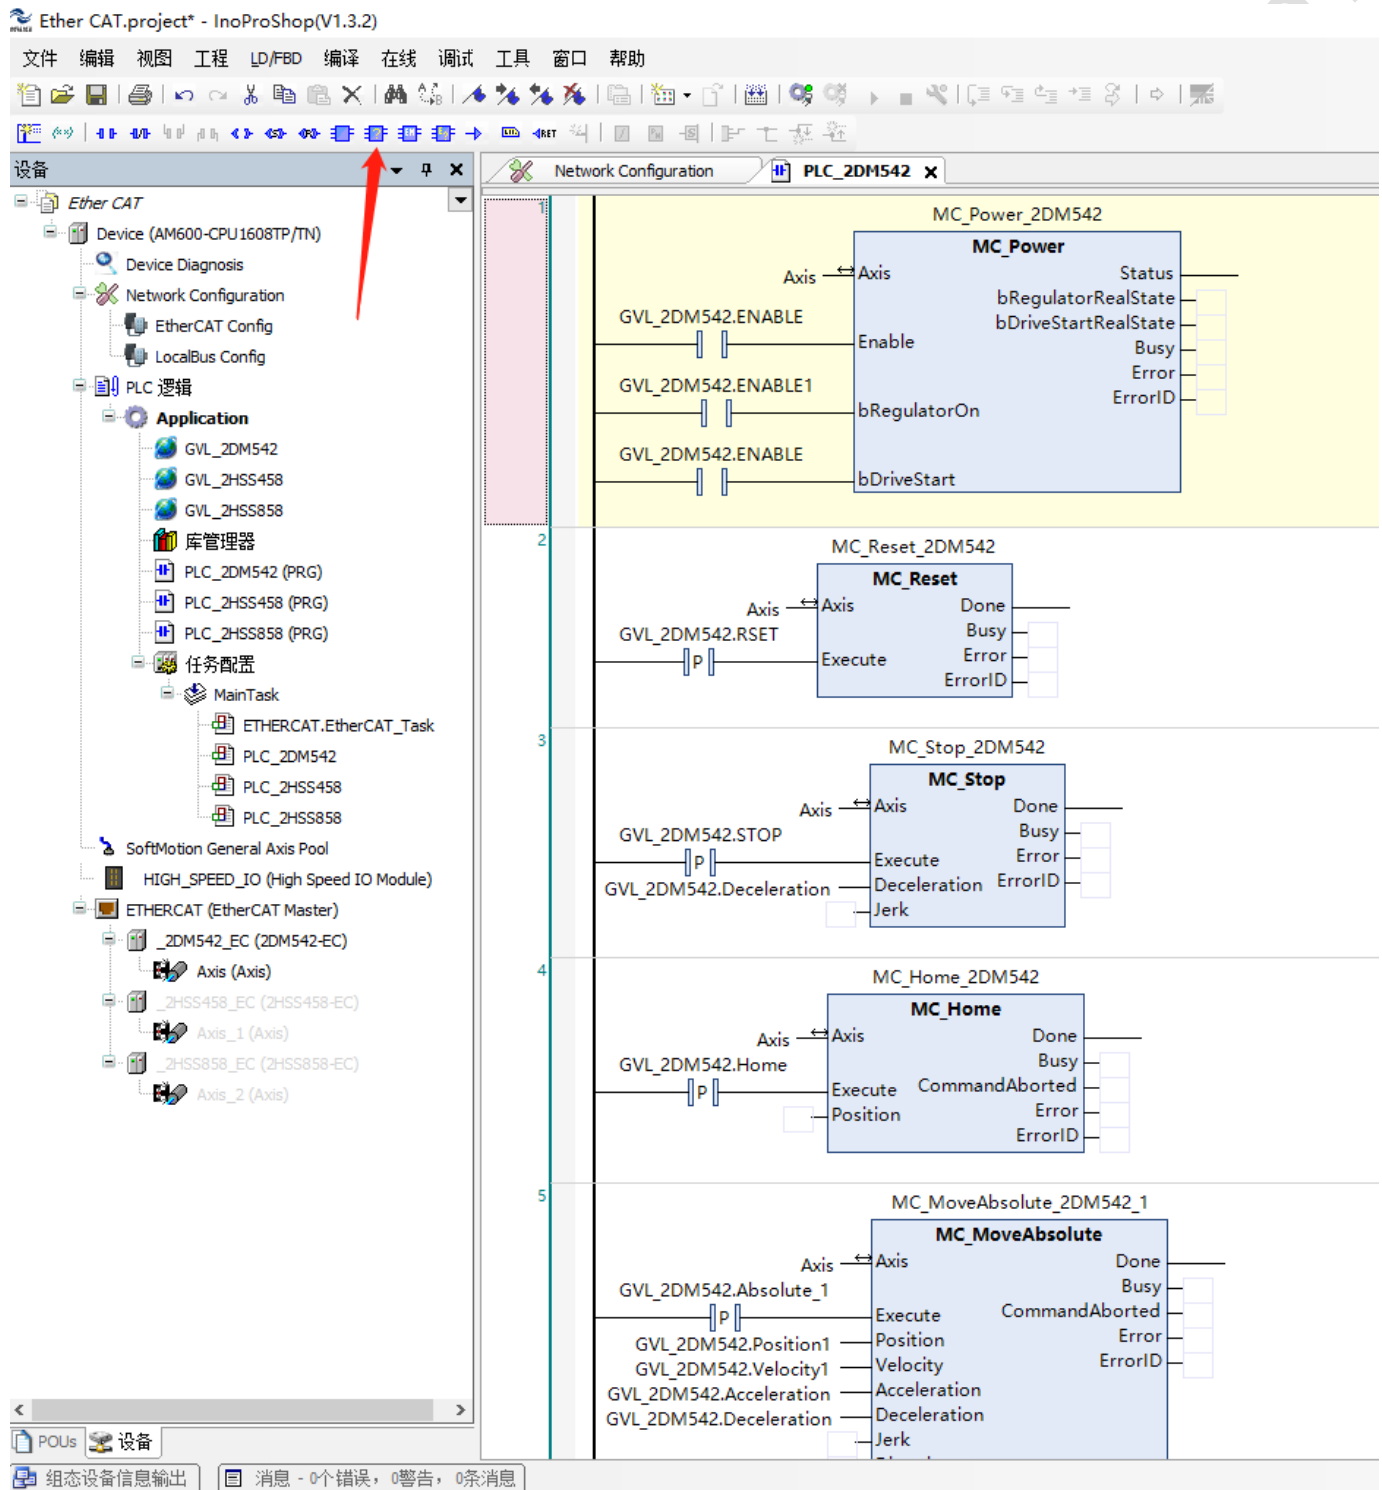 Ether CAT.project* - InoProShop(V1.3.2)
文件 编辑 视图 工程 LD/FBD 编译 在线 调试 工具 窗口 帮助
设备
Network Configuration
PLC_2DM542
Ether CAT
Device (AM600-CPU1608TP/TN)
Device Diagnosis
Network Configuration
EtherCAT Config
LocalBus Config
PLC 逻辑
Application
GVL_2DM542
GVL_2HSS458
GVL_2HSS858
库管理器
PLC_2DM542 (PRG)
PLC_2HSS458 (PRG)
PLC_2HSS858 (PRG)
任务配置
MainTask
ETHERCAT.EtherCAT_Task
PLC_2DM542
PLC_2HSS458
PLC_2HSS858
SoftMotion General Axis Pool
HIGH_SPEED_IO (High Speed IO Module)
ETHERCAT (EtherCAT Master)
_2DM542_EC (2DM542-EC)
Axis (Axis)
_2HSS458_EC (2HSS458-EC)
Axis_1 (Axis)
_2HSS858_EC (2HSS858-EC)
Axis_2 (Axis)
POUs 设备
1
MC_Power_2DM542
MC_Power
Axis Axis Status
bRegulatorRealState
GVL_2DM542.ENABLE bDriveStartRealState
Enable Busy
Error
GVL_2DM542.ENABLE1 ErrorID
bRegulatorOn
GVL_2DM542.ENABLE
bDriveStart
2
MC_Reset_2DM542
MC_Reset
Axis Axis Done
GVL_2DM542.RSET Busy
P Execute Error
ErrorID
3
MC_Stop_2DM542
MC_Stop
Axis Axis Done
GVL_2DM542.STOP Busy
P Execute Error
GVL_2DM542.Deceleration Deceleration ErrorID
Jerk
4
MC_Home_2DM542
MC_Home
Axis Axis Done
GVL_2DM542.Home Busy
P Execute CommandAborted
Position Error
ErrorID
5
MC_MoveAbsolute_2DM542_1
MC_MoveAbsolute
Axis Axis Done
GVL_2DM542.Absolute_1 Busy
P Execute CommandAborted
GVL_2DM542.Position1 Position Error
GVL_2DM542.Velocity1 Velocity ErrorID
GVL_2DM542.Acceleration Acceleration
GVL_2DM542.Deceleration Deceleration
Jerk
组态设备信息输出 消息 - 0个错误，0警告，0条消息